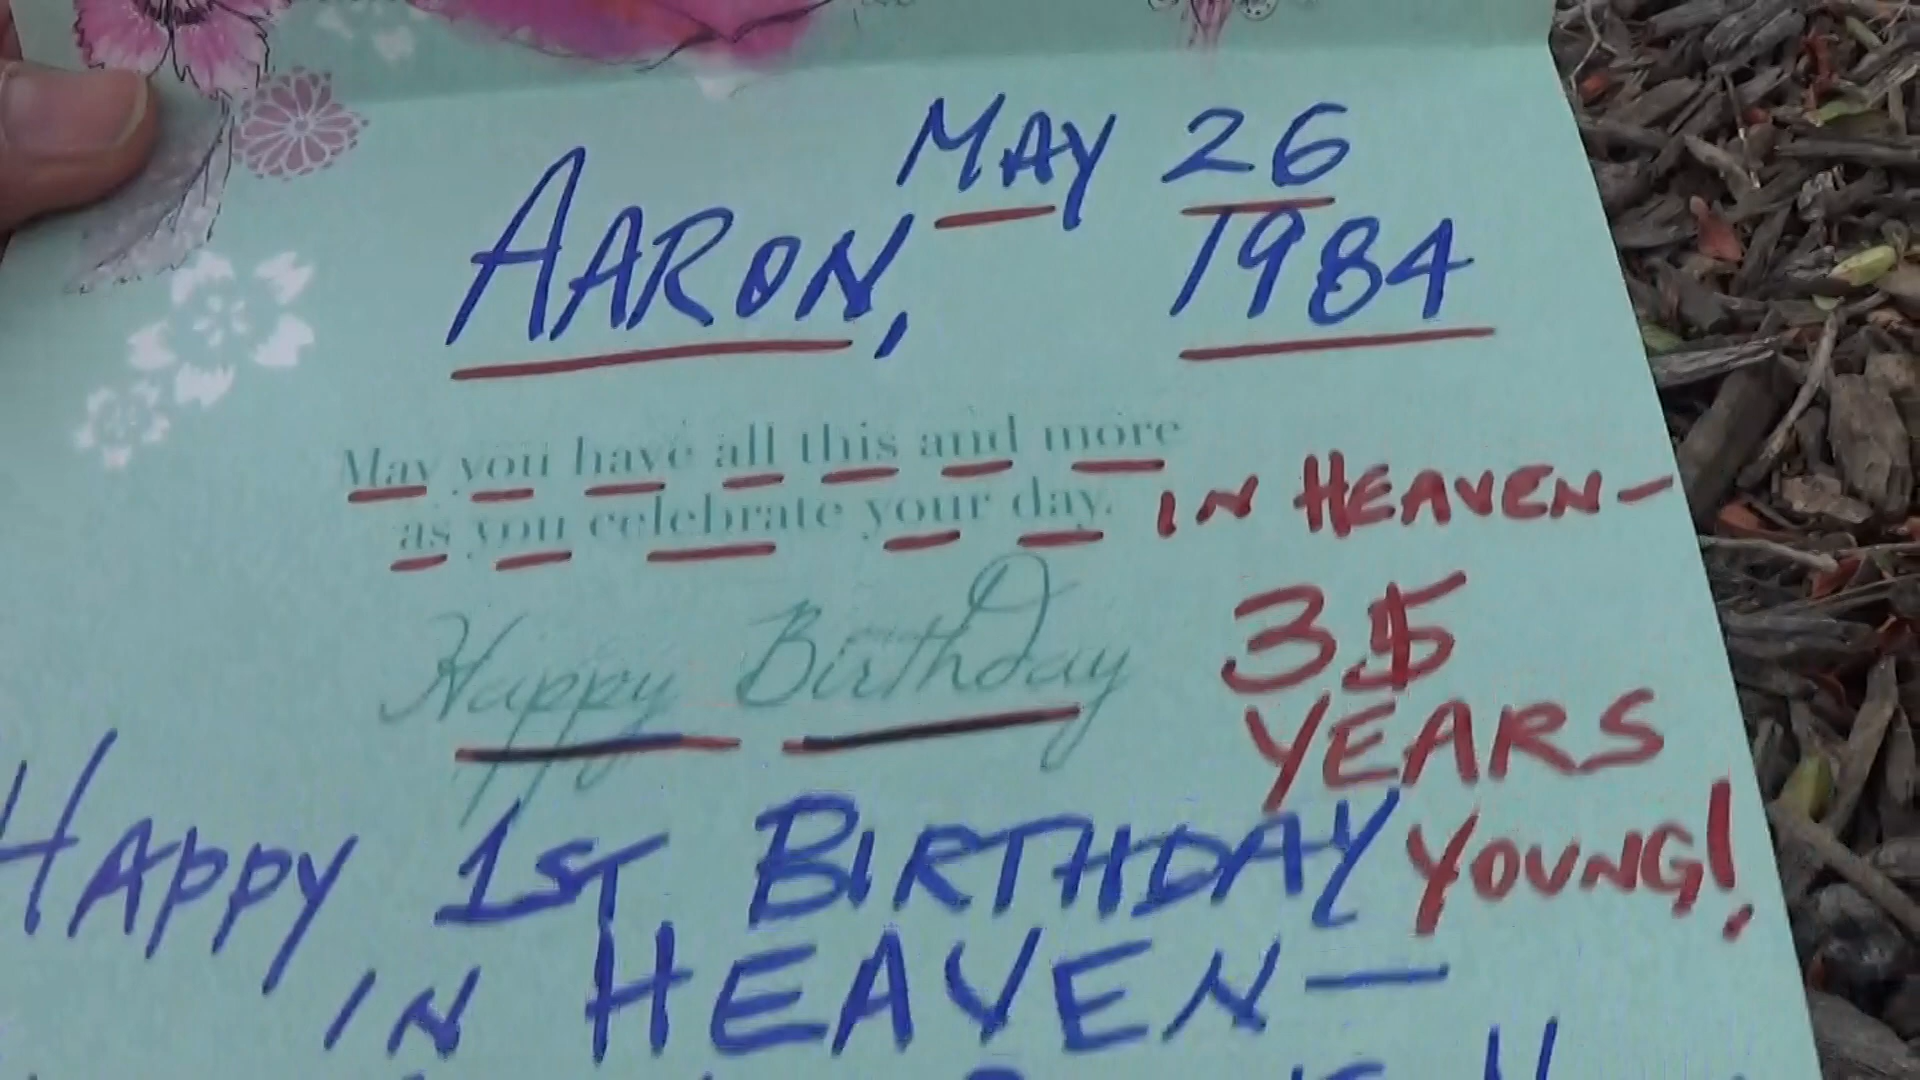 MAY 26
AARON, 1984
May you have all this and more
as you celebrate your day. IN HEAVEN-
Happy Birthday 35
YEARS
HAPPY 1ST BIRTHDAY YOUNG!
IN HEAVEN-